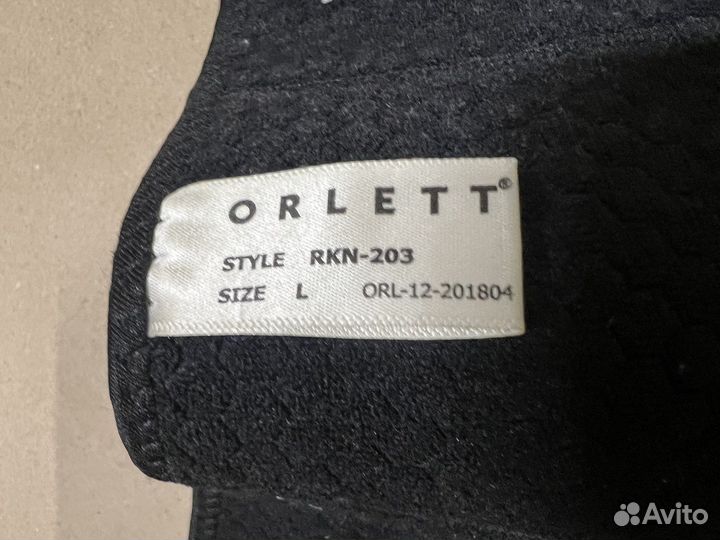 ORLETT®
STYLE RKN-203
SIZE L ORL-12-201804
Avito